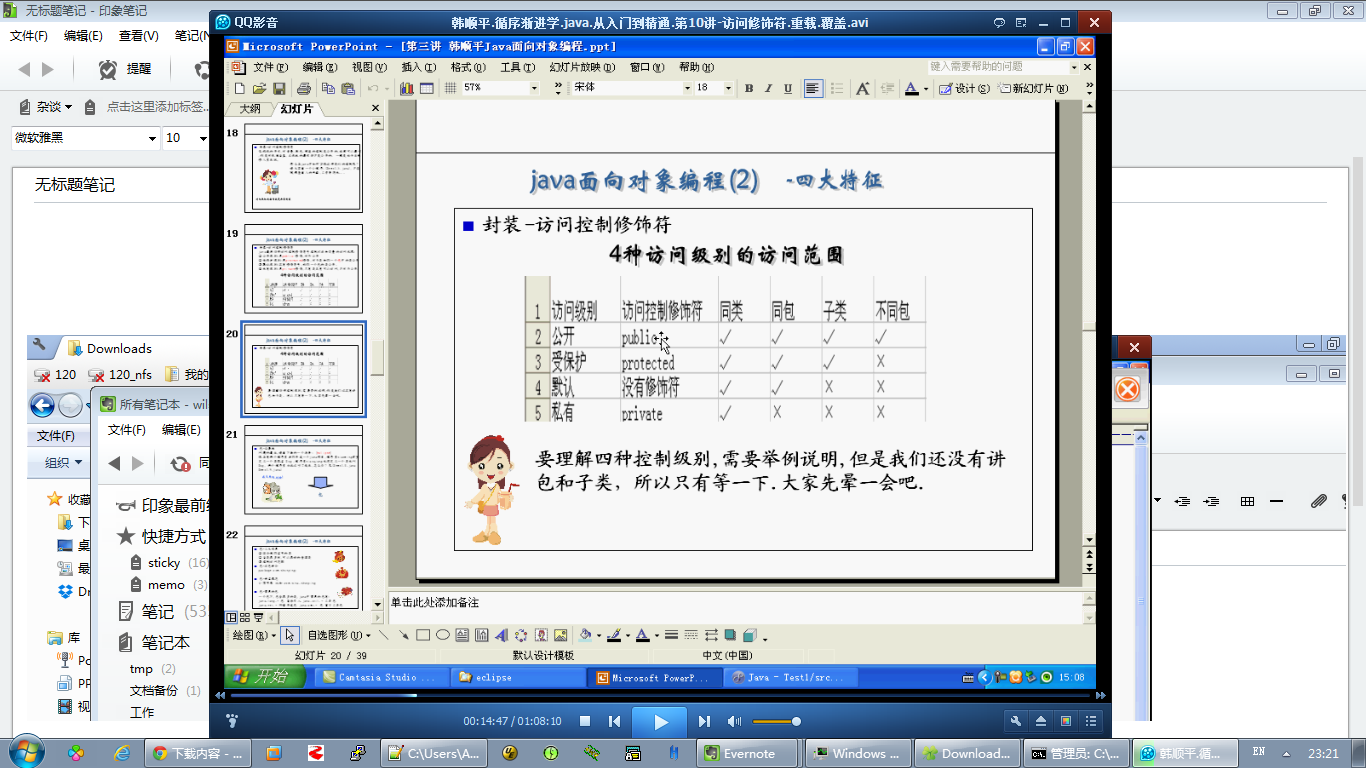 无标题笔记 - 印象笔记
文件(F) 编辑(E) 查看(V) 笔记(N
提醒
杂谈 点击这里添加标签...
微软雅黑 10
无标题笔记
Downloads
120 120_nfs 我的
所有笔记本 - wil
文件(F)
文件(F) 编辑(E)
组织
同
收藏
下
桌
最
Dr
库
Po
PP
视
印象最前线
快捷方式
sticky (16)
memo (3)
笔记 (53
笔记本
tmp (2)
文档备份 (1)
工作
QQ影音 韩顺平.循序渐进学.java.从入门到精通.第10讲-访问修饰符.重载.覆盖.avi
Microsoft PowerPoint - [第三讲 韩顺平Java面向对象编程.ppt]
文件(F) 编辑(E) 视图(V) 插入(I) 格式(O) 工具(T) 幻灯片放映(D) 窗口(W) 帮助(H) 键入需要帮助的问题
57% 宋体 18 B I U 设计(S) 新幻灯片(N)
大纲 幻灯片
18
19
20
21
22
java面向对象编程(2) -四大特征
封装-访问控制修饰符
4种访问级别的访问范围
1 访问级别 访问控制修饰符 同类 同包 子类 不同包
2 公开 public ✓ ✓ ✓ ✓
3 受保护 protected ✓ ✓ ✓ ×
4 默认 没有修饰符 ✓ ✓ × ×
5 私有 private ✓ × × ×
要理解四种控制级别,需要举例说明,但是我们还没有讲
包和子类，所以只有等一下.大家先晕一会吧.
单击此处添加备注
绘图(R) 自选图形(U)
幻灯片 20 / 39 默认设计模板 中文(中国)
开始 Camtasia Studio ... eclipse Microsoft PowerP... Java - Test1/src... 15:08
00:14:47 / 01:08:10
下载内容 - ... C:\Users\A... Evernote Windows ... Download... 管理员: C:\... 韩顺平.循... EN 23:21